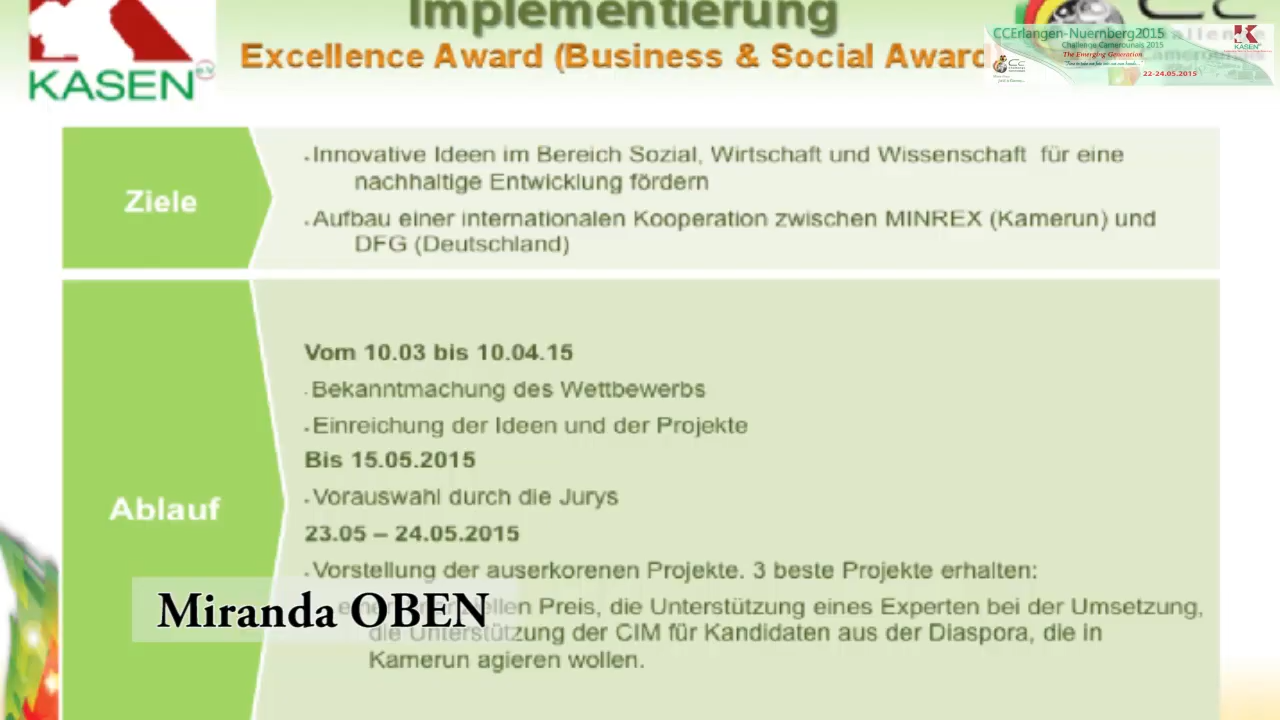 Implementierung
Excellence Award (Business & Social Award)
KASEN
CCErlangen-Nuernberg2015
Challenge Camerounais 2015
The Emerging Generation
22-24.05.2015
Ziele
Innovative Ideen im Bereich Sozial, Wirtschaft und Wissenschaft für eine
nachhaltige Entwicklung fördern
Aufbau einer internationalen Kooperation zwischen MINREX (Kamerun) und
DFG (Deutschland)
Ablauf
Vom 10.03 bis 10.04.15
Bekanntmachung des Wettbewerbs
Einreichung der Ideen und der Projekte
Bis 15.05.2015
Vorauswahl durch die Jurys
23.05 – 24.05.2015
Vorstellung der auserkorenen Projekte. 3 beste Projekte erhalten:
Preis, die Unterstützung eines Experten bei der Umsetzung,
die Unterstützung der CIM für Kandidaten aus der Diaspora, die in
Kamerun agieren wollen.
Miranda OBEN